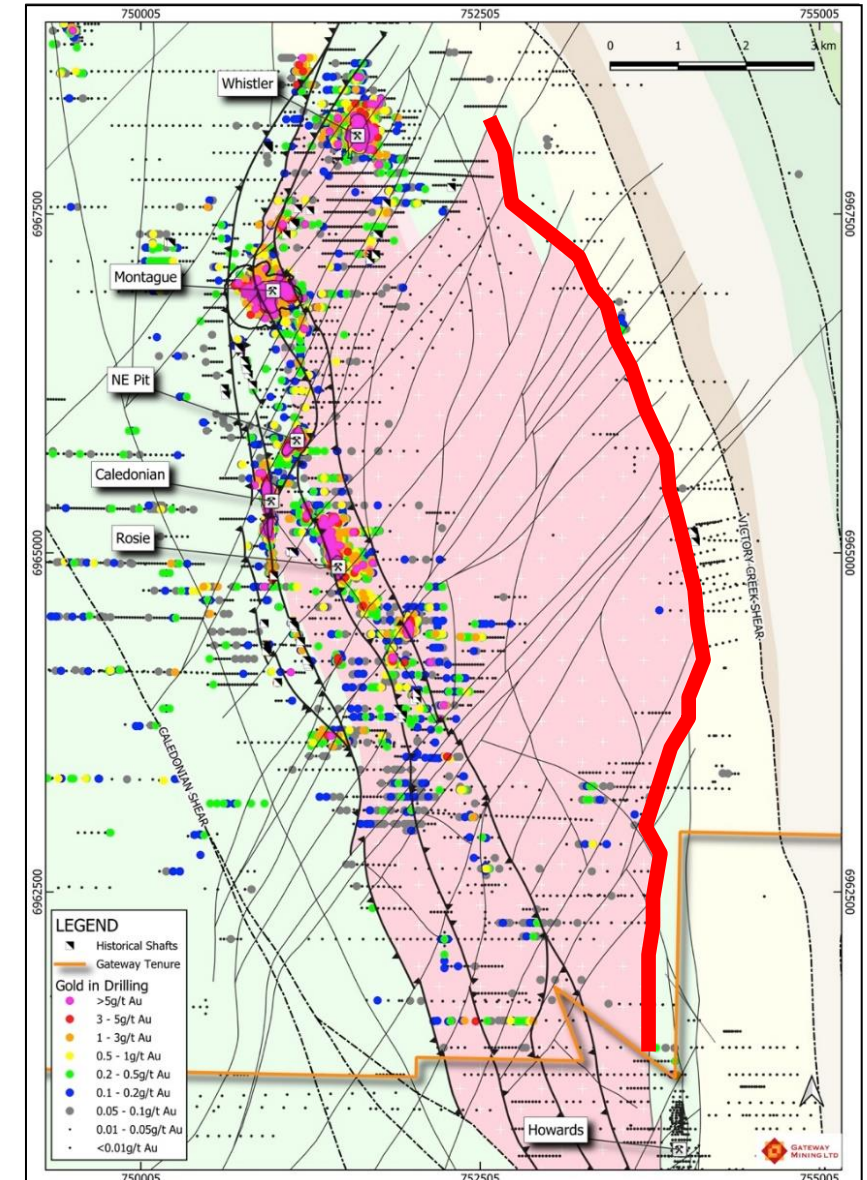 750005
752505
755005
Whistler
0 1 2 3 km
6997500
6997500
Montague
NE Pit
Caledonian
Rosie
6965000
6965000
VICTORY CREEK SHEAR
CALEDONIAN SHEAR
6962500
6962500
LEGEND
Historical Shafts
Gateway Tenure
Gold in Drilling
>5g/t Au
3 - 5g/t Au
1 - 3g/t Au
0.5 - 1g/t Au
0.2 - 0.5g/t Au
0.1 - 0.2g/t Au
0.05 - 0.1g/t Au
0.01 - 0.05g/t Au
<0.01g/t Au
Howards
GATEWAY
MINING LTD
750005
752505
755005